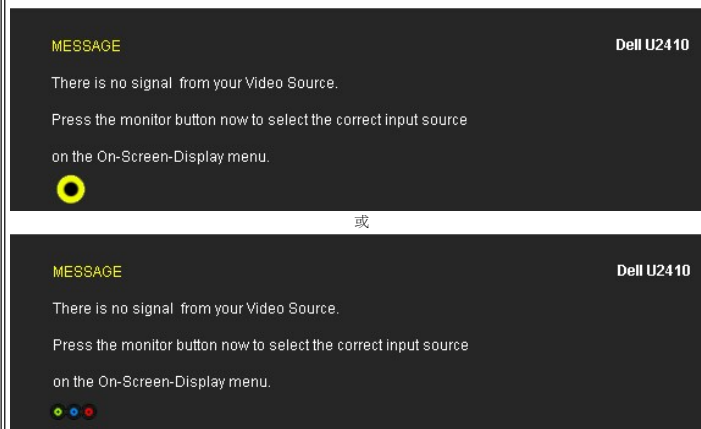 MESSAGE Dell U2410
There is no signal from your Video Source.
Press the monitor button now to select the correct input source
on the On-Screen-Display menu.
或
MESSAGE Dell U2410
There is no signal from your Video Source.
Press the monitor button now to select the correct input source
on the On-Screen-Display menu.